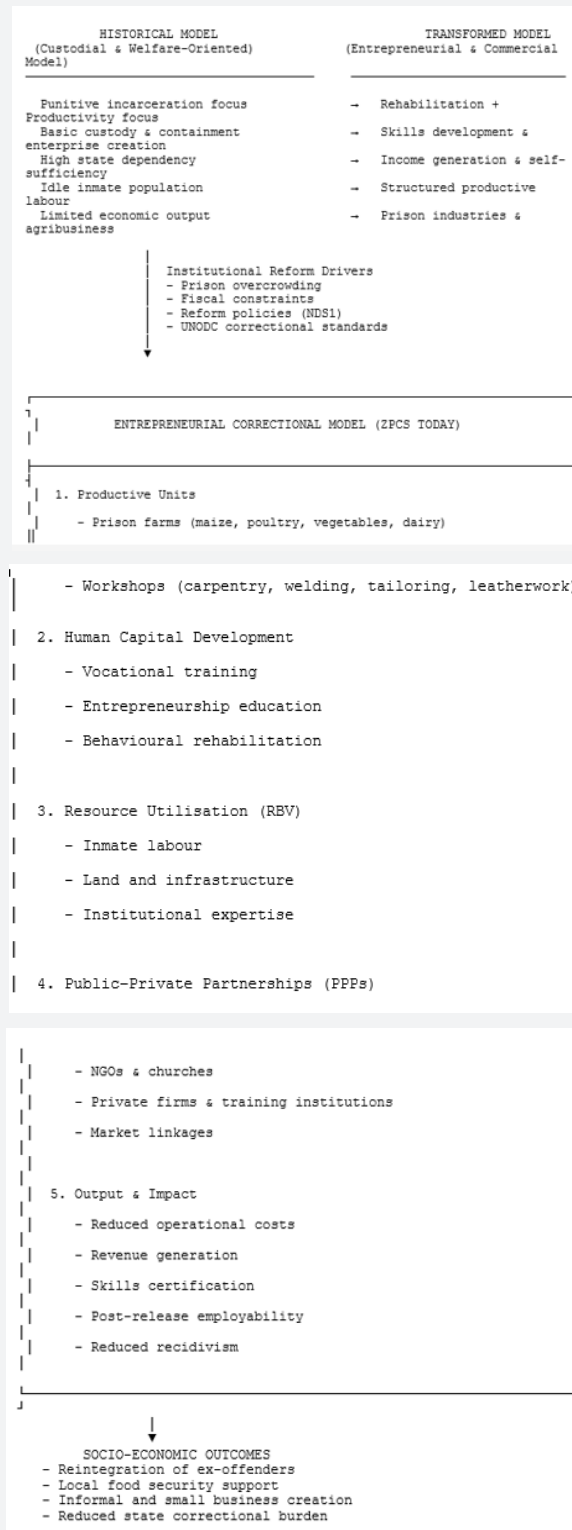 HISTORICAL MODEL TRANSFORMED MODEL
(Custodial & Welfare-Oriented) (Entrepreneurial & Commercial
Model)
Punitive incarceration focus → Rehabilitation +
Productivity focus
Basic custody & containment → Skills development &
enterprise creation
High state dependency → Income generation & self-
sufficiency
Idle inmate population → Structured productive
labour
Limited economic output → Prison industries &
agribusiness
Institutional Reform Drivers
- Prison overcrowding
- Fiscal constraints
- Reform policies (NDS1)
- UNODC correctional standards
ENTREPRENEURIAL CORRECTIONAL MODEL (ZPCS TODAY)
1. Productive Units
- Prison farms (maize, poultry, vegetables, dairy)
- Workshops (carpentry, welding, tailoring, leatherwork)
2. Human Capital Development
- Vocational training
- Entrepreneurship education
- Behavioural rehabilitation
3. Resource Utilisation (RBV)
- Inmate labour
- Land and infrastructure
- Institutional expertise
4. Public-Private Partnerships (PPPs)
- NGOs & churches
- Private firms & training institutions
- Market linkages
5. Output & Impact
- Reduced operational costs
- Revenue generation
- Skills certification
- Post-release employability
- Reduced recidivism
SOCIO-ECONOMIC OUTCOMES
- Reintegration of ex-offenders
- Local food security support
- Informal and small business creation
- Reduced state correctional burden